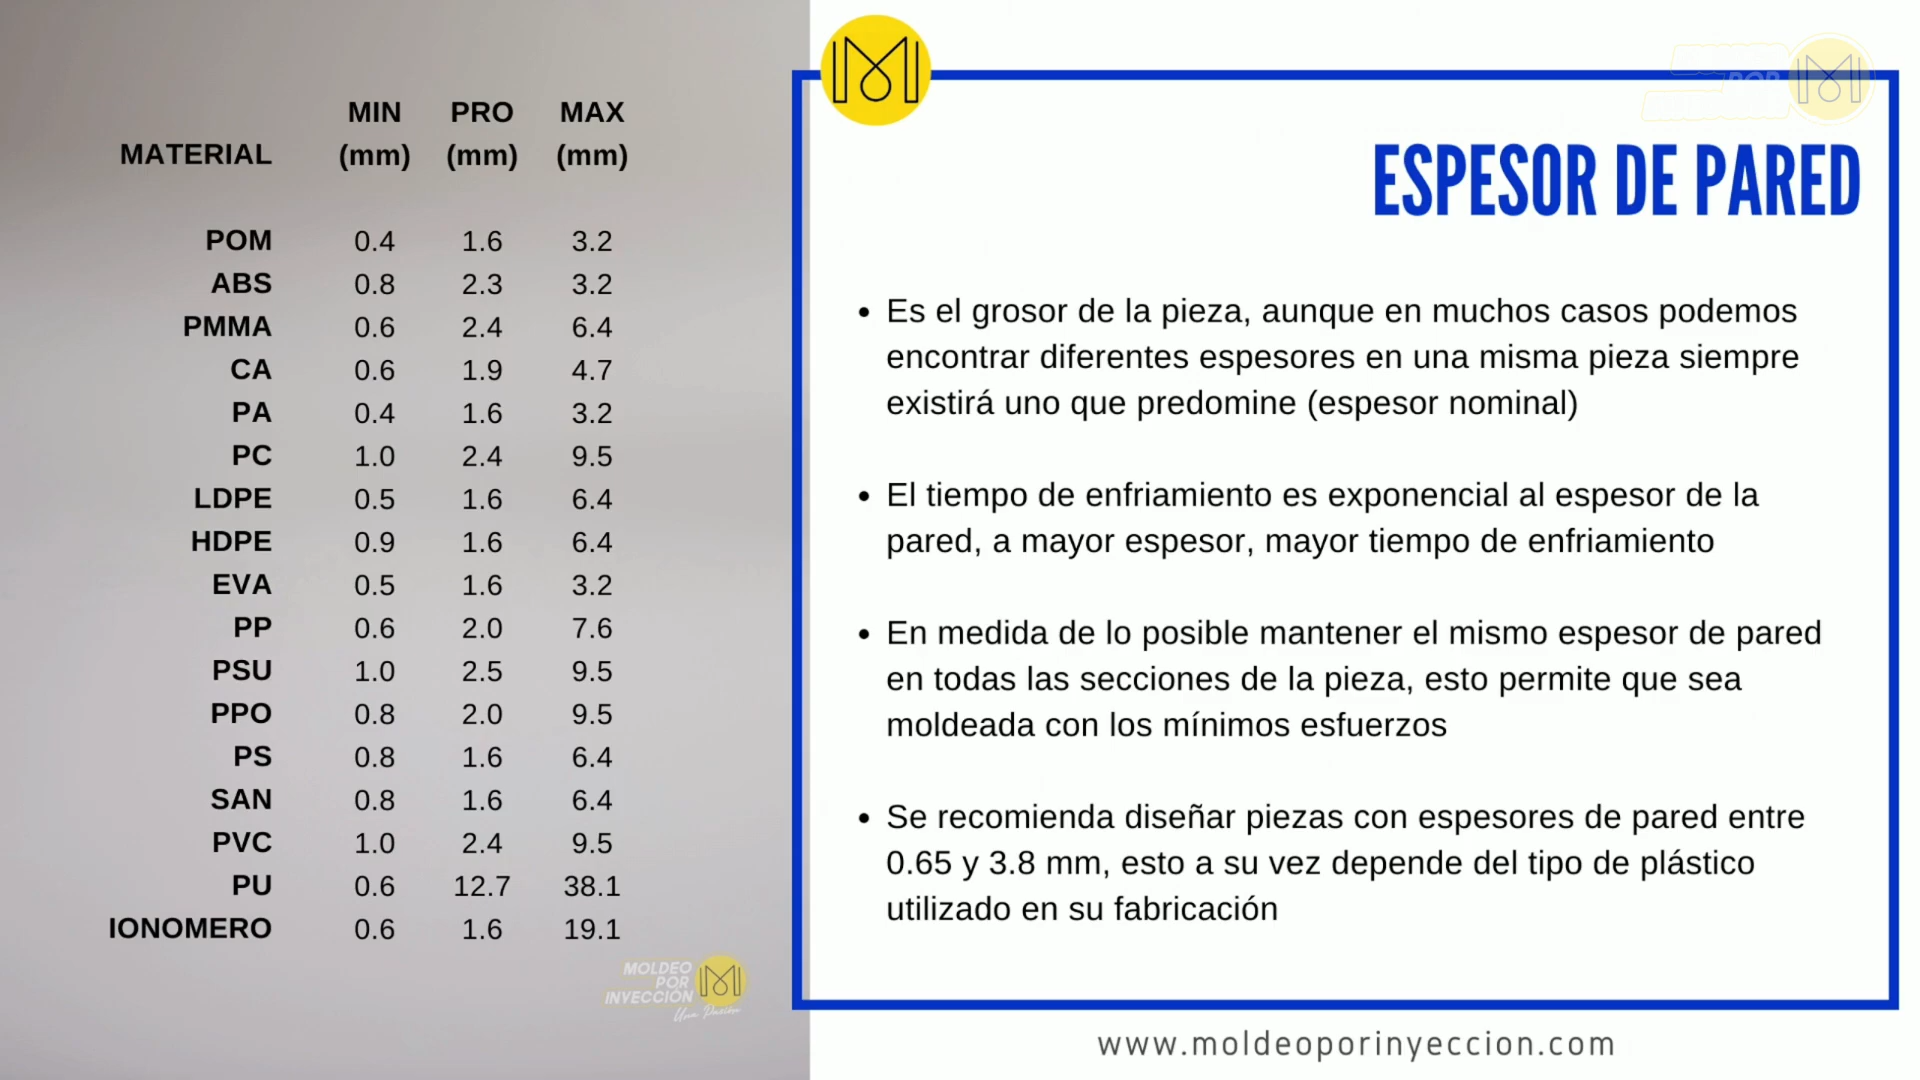 MIN PRO MAX
MATERIAL (mm) (mm) (mm)
POM 0.4 1.6 3.2
ABS 0.8 2.3 3.2
PMMA 0.6 2.4 6.4
CA 0.6 1.9 4.7
PA 0.4 1.6 3.2
PC 1.0 2.4 9.5
LDPE 0.5 1.6 6.4
HDPE 0.9 1.6 6.4
EVA 0.5 1.6 3.2
PP 0.6 2.0 7.6
PSU 1.0 2.5 9.5
PPO 0.8 2.0 9.5
PS 0.8 1.6 6.4
SAN 0.8 1.6 6.4
PVC 1.0 2.4 9.5
PU 0.6 12.7 38.1
IONOMERO 0.6 1.6 19.1
MOLDEO
POR
INYECCIÓN
Una Pasión
POR
ESPESOR DE PARED
• Es el grosor de la pieza, aunque en muchos casos podemos
encontrar diferentes espesores en una misma pieza siempre
existirá uno que predomine (espesor nominal)
• El tiempo de enfriamiento es exponencial al espesor de la
pared, a mayor espesor, mayor tiempo de enfriamiento
• En medida de lo posible mantener el mismo espesor de pared
en todas las secciones de la pieza, esto permite que sea
moldeada con los mínimos esfuerzos
• Se recomienda diseñar piezas con espesores de pared entre
0.65 y 3.8 mm, esto a su vez depende del tipo de plástico
utilizado en su fabricación
www.moldeoporinyeccion.com